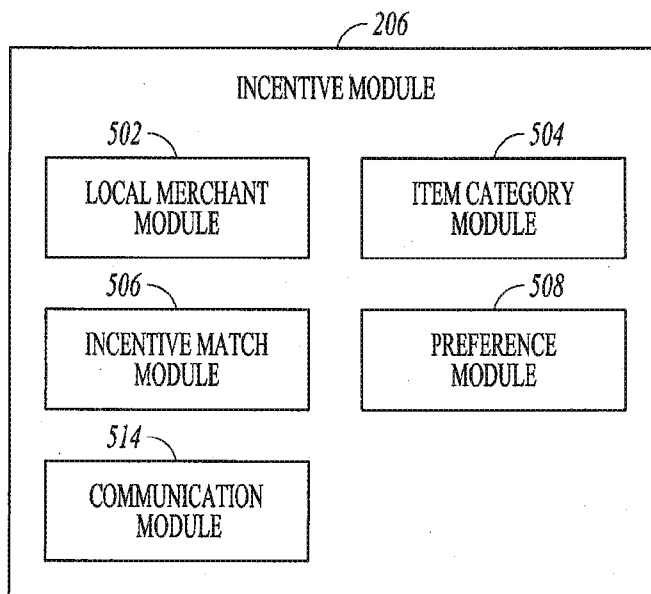 206
INCENTIVE MODULE
502
LOCAL MERCHANT
MODULE
504
ITEM CATEGORY
MODULE
506
INCENTIVE MATCH
MODULE
508
PREFERENCE
MODULE
514
COMMUNICATION
MODULE